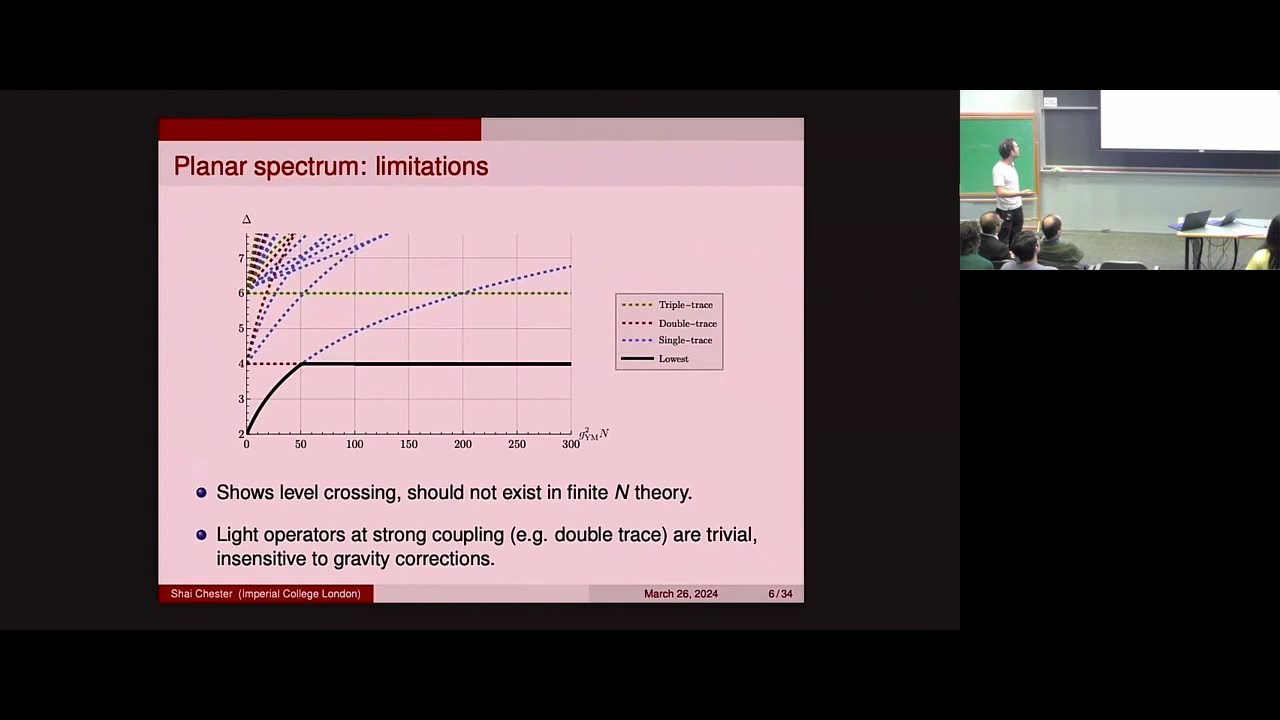 Planar spectrum: limitations
Δ
7
6
5
4
3
2
0 50 100 150 200 250 300
g²_YM N
Triple-trace
Double-trace
Single-trace
Lowest
Shows level crossing, should not exist in finite N theory.
Light operators at strong coupling (e.g. double trace) are trivial,
insensitive to gravity corrections.
Shai Chester (Imperial College London) March 26, 2024 6 / 34